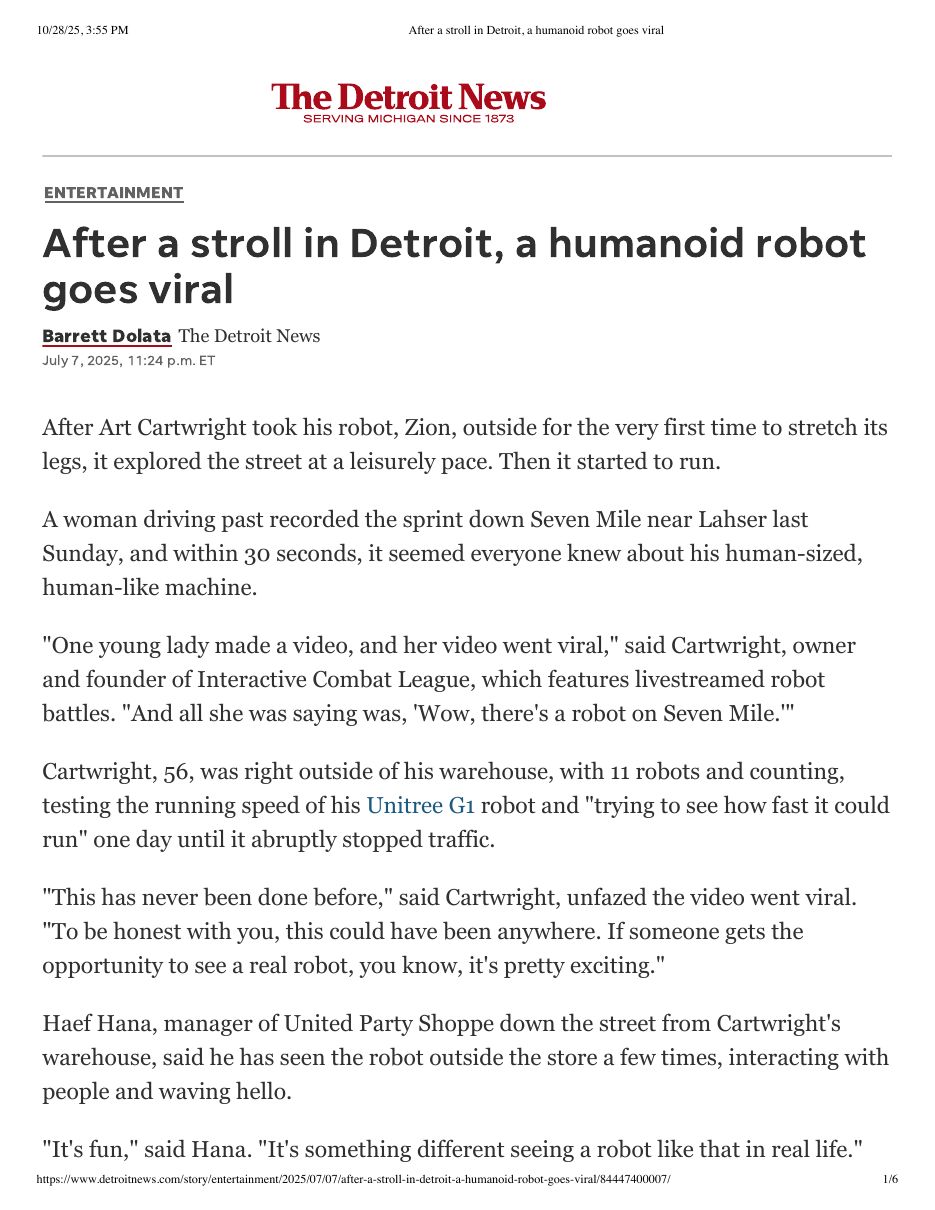 10/28/25, 3:55 PM
After a stroll in Detroit, a humanoid robot goes viral
The Detroit News
SERVING MICHIGAN SINCE 1873
ENTERTAINMENT
After a stroll in Detroit, a humanoid robot
goes viral
Barrett Dolata The Detroit News
July 7, 2025, 11:24 p.m. ET
After Art Cartwright took his robot, Zion, outside for the very first time to stretch its
legs, it explored the street at a leisurely pace. Then it started to run.
A woman driving past recorded the sprint down Seven Mile near Lahser last
Sunday, and within 30 seconds, it seemed everyone knew about his human-sized,
human-like machine.
"One young lady made a video, and her video went viral," said Cartwright, owner
and founder of Interactive Combat League, which features livestreamed robot
battles. "And all she was saying was, 'Wow, there's a robot on Seven Mile.'"
Cartwright, 56, was right outside of his warehouse, with 11 robots and counting,
testing the running speed of his Unitree G1 robot and "trying to see how fast it could
run" one day until it abruptly stopped traffic.
"This has never been done before," said Cartwright, unfazed the video went viral.
"To be honest with you, this could have been anywhere. If someone gets the
opportunity to see a real robot, you know, it's pretty exciting."
Haef Hana, manager of United Party Shoppe down the street from Cartwright's
warehouse, said he has seen the robot outside the store a few times, interacting with
people and waving hello.
"It's fun," said Hana. "It's something different seeing a robot like that in real life."
https://www.detroitnews.com/story/entertainment/2025/07/07/after-a-stroll-in-detroit-a-humanoid-robot-goes-viral/84447400007/
1/6